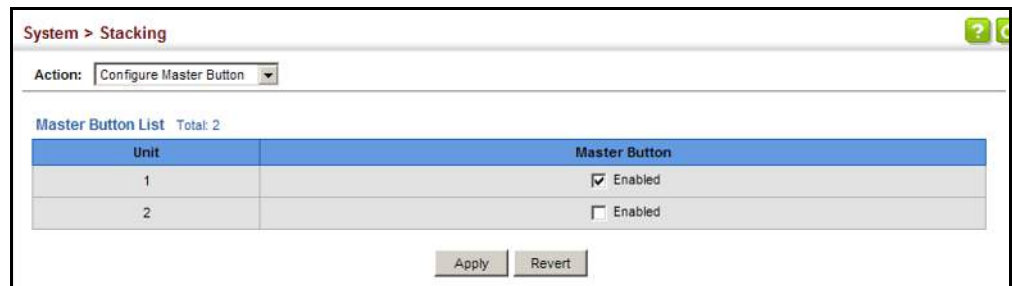 System > Stacking
?
Action: Configure Master Button
Master Button List Total: 2
Unit Master Button
1 Enabled
2 Enabled
Apply Revert